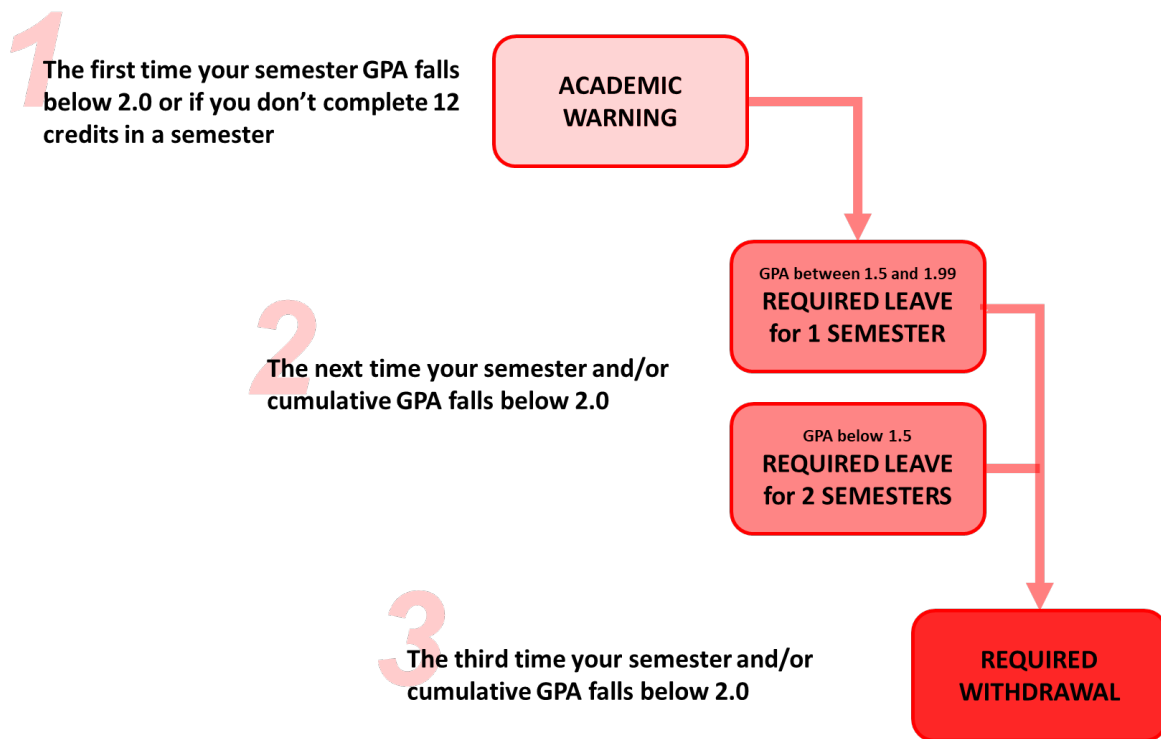 1
The first time your semester GPA falls
below 2.0 or if you don’t complete 12
credits in a semester
ACADEMIC
WARNING
2
The next time your semester and/or
cumulative GPA falls below 2.0
GPA between 1.5 and 1.99
REQUIRED LEAVE
for 1 SEMESTER
GPA below 1.5
REQUIRED LEAVE
for 2 SEMESTERS
3
The third time your semester and/or
cumulative GPA falls below 2.0
REQUIRED
WITHDRAWAL